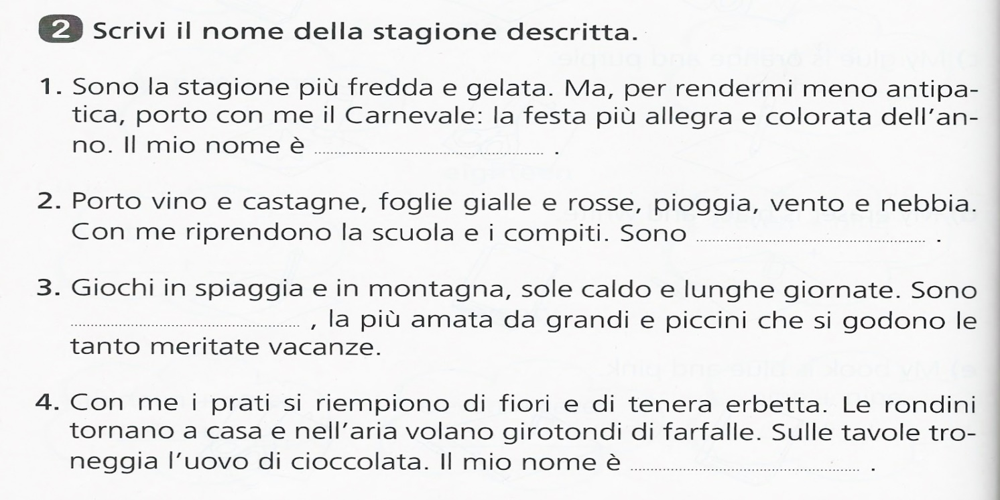 2 Scrivi il nome della stagione descritta.
1. Sono la stagione più fredda e gelata. Ma, per rendermi meno antipa-
tica, porto con me il Carnevale: la festa più allegra e colorata dell'an-
no. Il mio nome è .................... .
2. Porto vino e castagne, foglie gialle e rosse, pioggia, vento e nebbia.
Con me riprendono la scuola e i compiti. Sono .................... .
3. Giochi in spiaggia e in montagna, sole caldo e lunghe giornate. Sono
.................... , la più amata da grandi e piccini che si godono le
tanto meritate vacanze.
4. Con me i prati si riempiono di fiori e di tenera erbetta. Le rondini
tornano a casa e nell'aria volano girotondi di farfalle. Sulle tavole tro-
neggia l'uovo di cioccolata. Il mio nome è .................... .